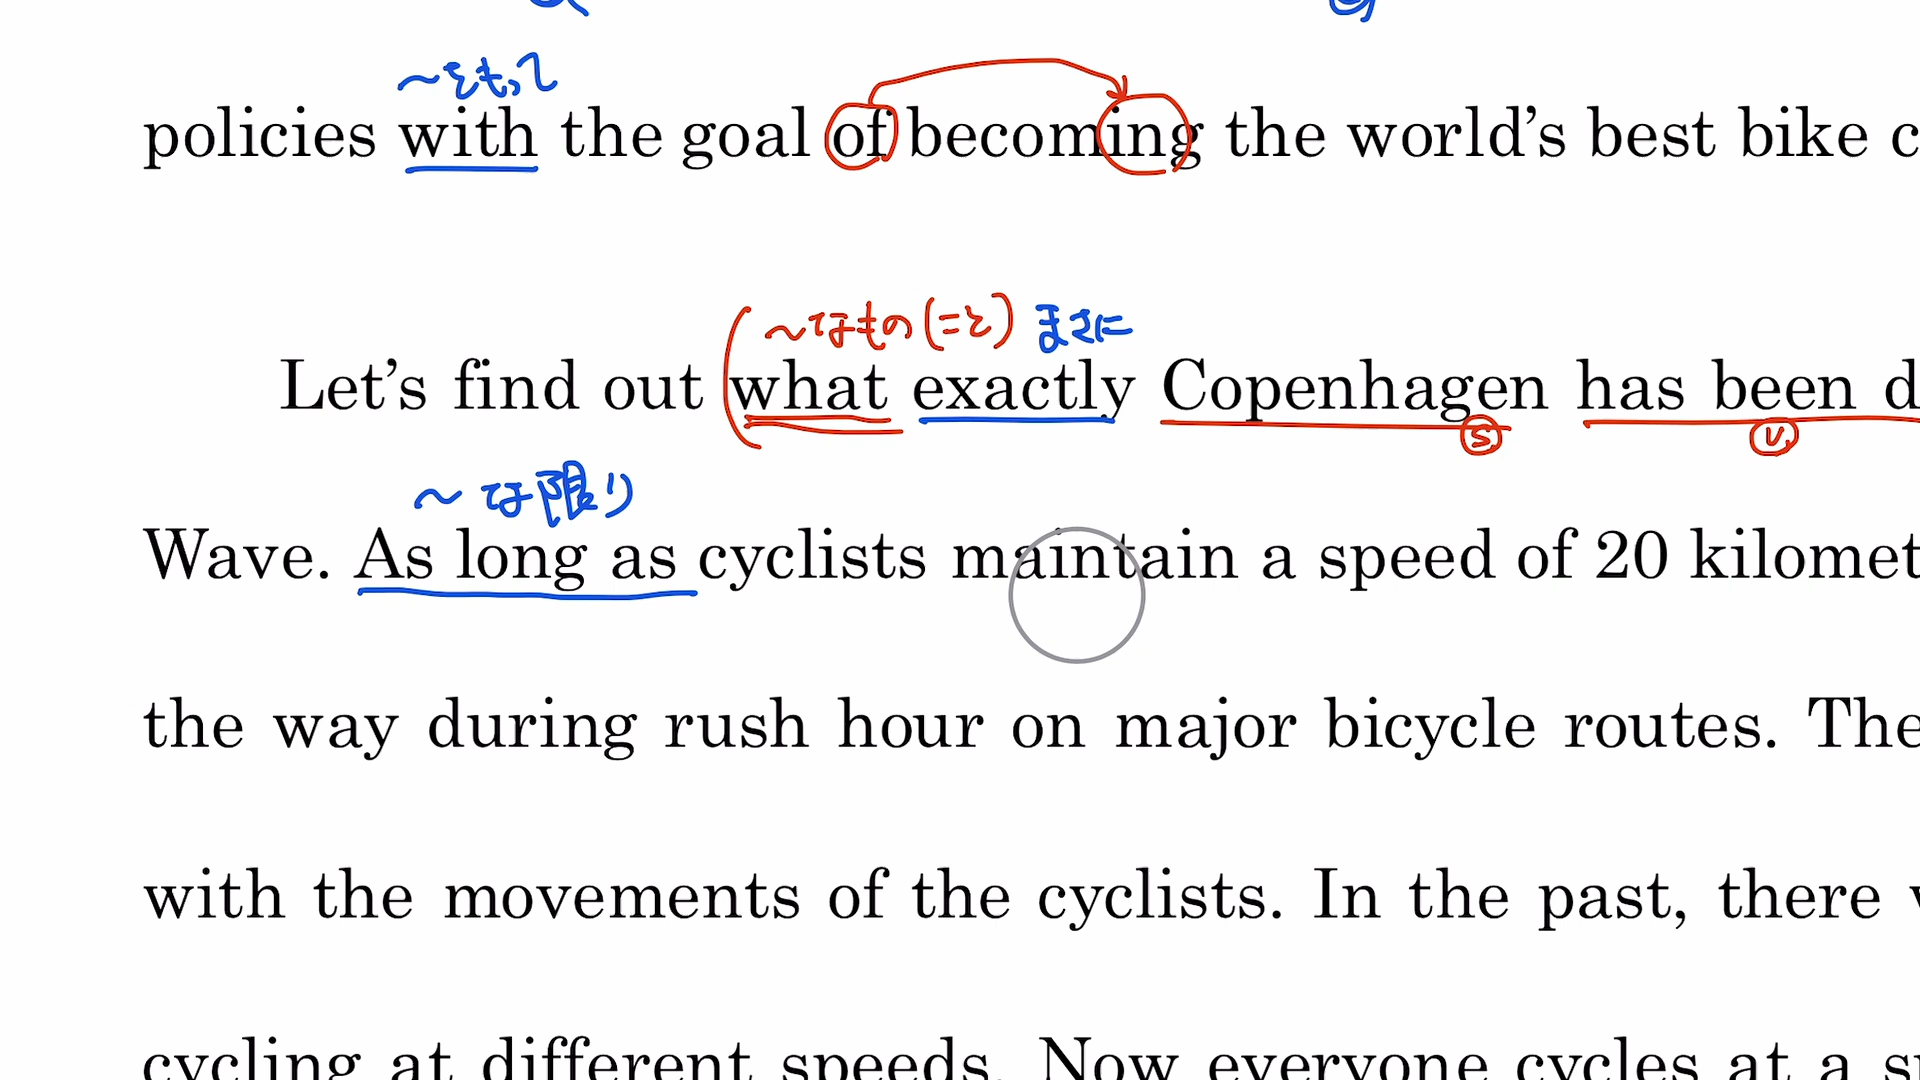 ~をもって
policies with the goal of becoming the world's best bike c
~なもの(こと) まさに
Let's find out (what exactly Copenhagen has been d
S V
~な限り
Wave. As long as cyclists maintain a speed of 20 kilomet
the way during rush hour on major bicycle routes. The
with the movements of the cyclists. In the past, there
cycling at different speeds. Now everyone cycles at a s